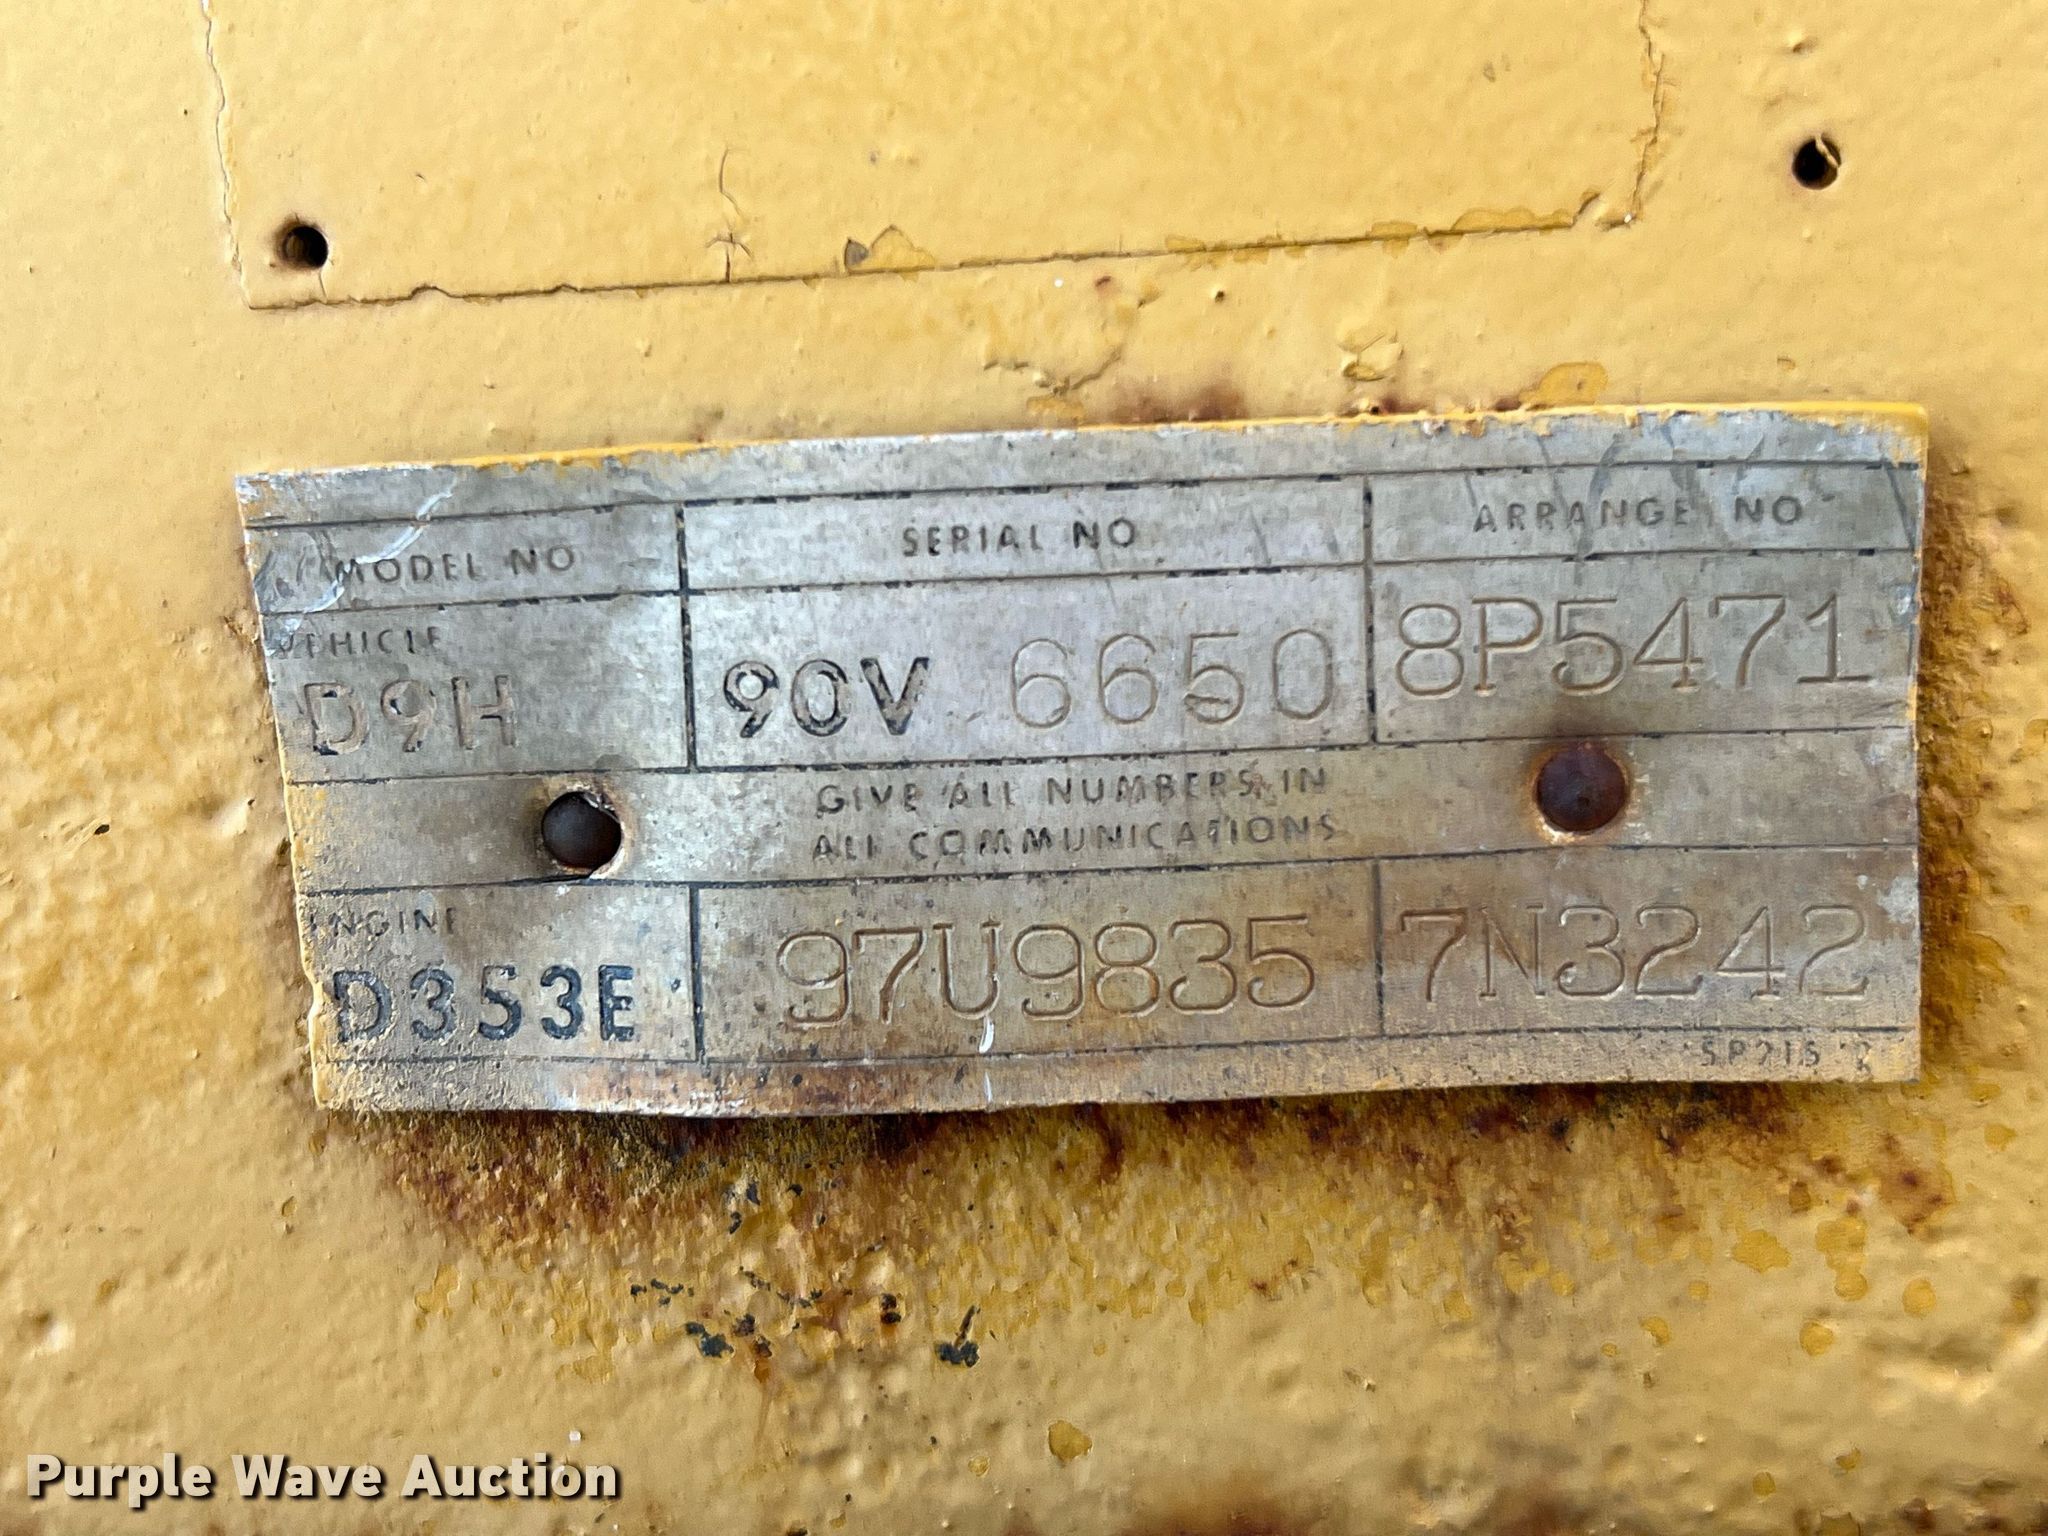 MODEL NO SERIAL NO ARRANGE NO
VEHICLE
D9H 90V 6650 8P5471
GIVE ALL NUMBERS IN
ALL COMMUNICATIONS
ENGINE
D353E 97U9835 7N3242
Purple Wave Auction